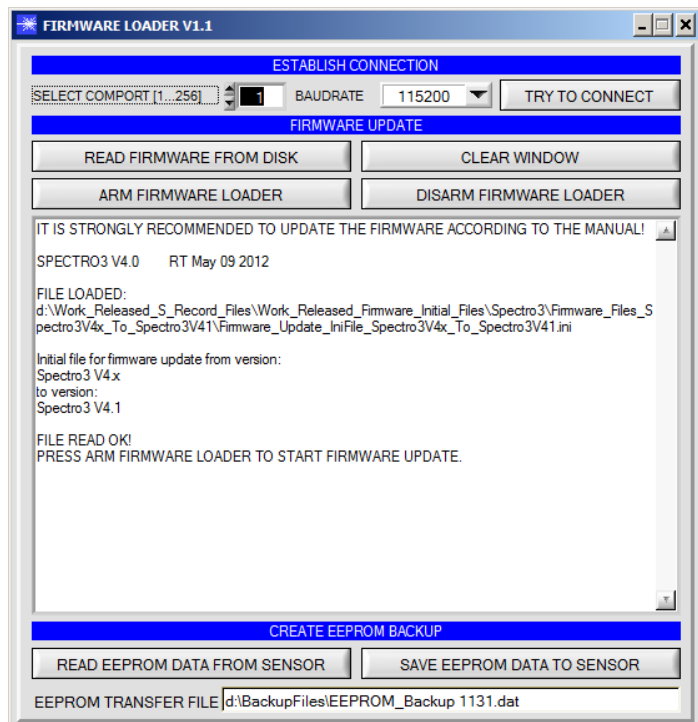 FIRMWARE LOADER V1.1
ESTABLISH CONNECTION
SELECT COMPORT [1...256] 1 BAUDRATE 115200 TRY TO CONNECT
FIRMWARE UPDATE
READ FIRMWARE FROM DISK CLEAR WINDOW
ARM FIRMWARE LOADER DISARM FIRMWARE LOADER
IT IS STRONGLY RECOMMENDED TO UPDATE THE FIRMWARE ACCORDING TO THE MANUAL!
SPECTRO3 V4.0 RT May 09 2012
FILE LOADED:
d:\Work_Released_S_Record_Files\Work_Released_Firmware_Initial_Files\Spectro3\Firmware_Files_S
pectro3V4x_To_Spectro3V41\Firmware_Update_IniFile_Spectro3V4x_To_Spectro3V41.ini
Initial file for firmware update from version:
Spectro3 V4.x
to version:
Spectro3 V4.1
FILE READ OK!
PRESS ARM FIRMWARE LOADER TO START FIRMWARE UPDATE.
CREATE EEPROM BACKUP
READ EEPROM DATA FROM SENSOR SAVE EEPROM DATA TO SENSOR
EEPROM TRANSFER FILE d:\BackupFiles\EEPROM_Backup 1131.dat